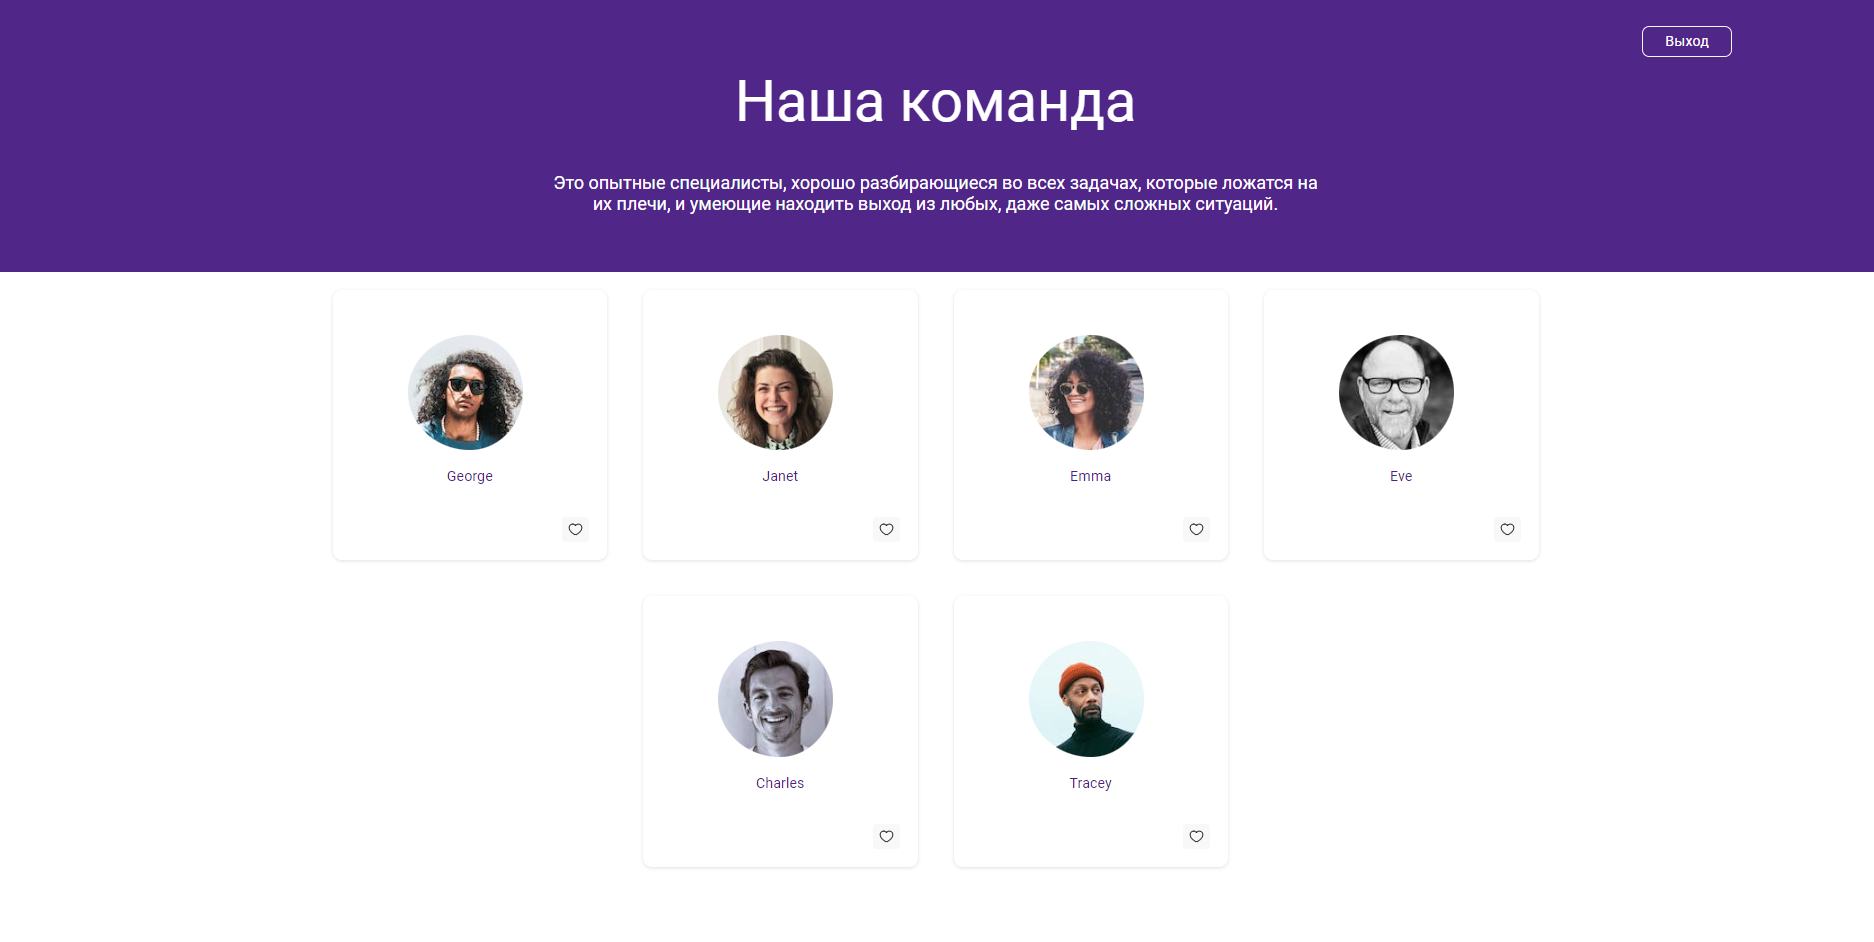 Выход
Наша команда
Это опытные специалисты, хорошо разбирающиеся во всех задачах, которые ложатся на
их плечи, и умеющие находить выход из любых, даже самых сложных ситуаций.
George
Janet
Emma
Eve
Charles
Tracey